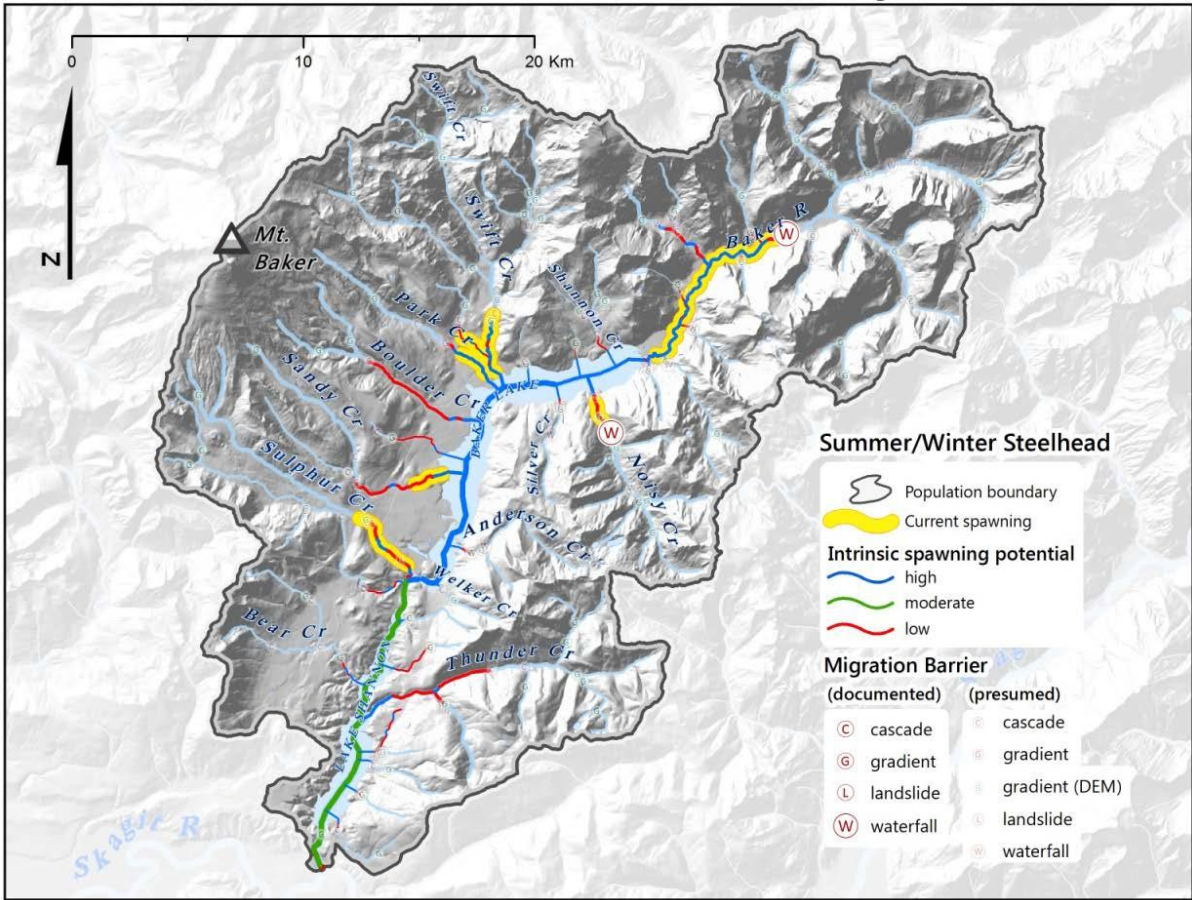 0 10 20 Km
N
Mt.
Baker
Swift Cr
Swift Cr
Shannon Cr
Baker R
Park Cr
Boulder Cr
Sandy Cr
Sulphur Cr
BAKER LAKE
Silver Cr
Noisy Cr
Anderson Cr
Welker Cr
Bear Cr
Thunder Cr
LAKE SHANNON
Skagit R
Skagi
W
W
Summer/Winter Steelhead
Population boundary
Current spawning
Intrinsic spawning potential
high
moderate
low
Migration Barrier
(documented) (presumed)
C cascade C cascade
G gradient G gradient
G gradient (DEM)
L landslide L landslide
W waterfall W waterfall